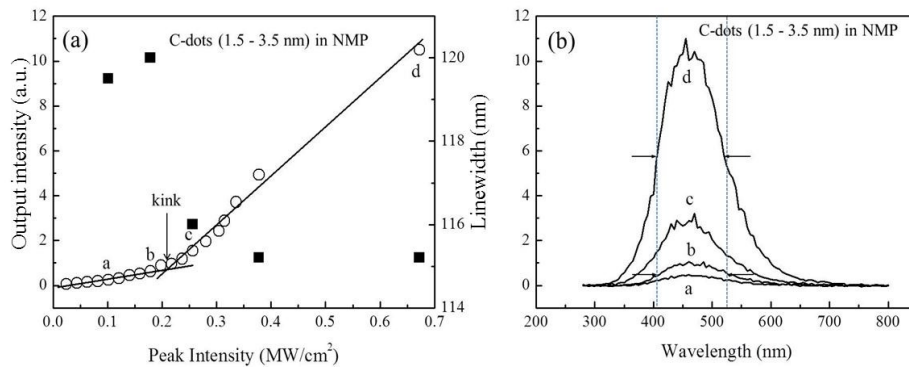 (a)
C-dots (1.5 - 3.5 nm) in NMP
Output intensity (a.u.)
12
10
8
6
4
2
0
kink
a
b
c
d
120
118
116
114
Linewidth (nm)
0.0 0.1 0.2 0.3 0.4 0.5 0.6 0.7
Peak Intensity (MW/cm²)
(b)
C-dots (1.5 - 3.5 nm) in NMP
12
10
8
6
4
2
0
d
c
b
a
200 300 400 500 600 700 800
Wavelength (nm)